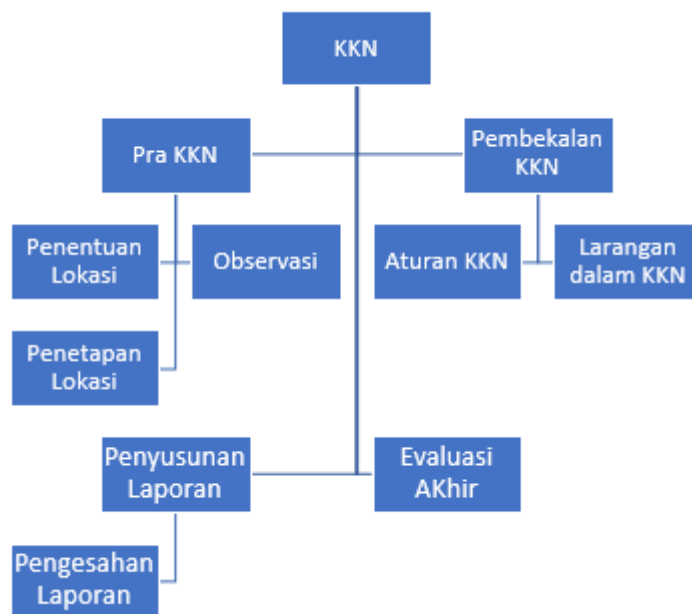 KKN
Pra KKN
Pembekalan
KKN
Penentuan
Lokasi
Observasi
Aturan KKN
Larangan
dalam KKN
Penetapan
Lokasi
Penyusunan
Laporan
Evaluasi
AKhir
Pengesahan
Laporan